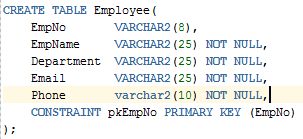 CREATE TABLE Employee(
EmpNo VARCHAR2(8),
EmpName VARCHAR2(25) NOT NULL,
Department VARCHAR2(25) NOT NULL,
Email VARCHAR2(25) NOT NULL,
Phone varchar2(10) NOT NULL,
CONSTRAINT pkEmpNo PRIMARY KEY (EmpNo)
);